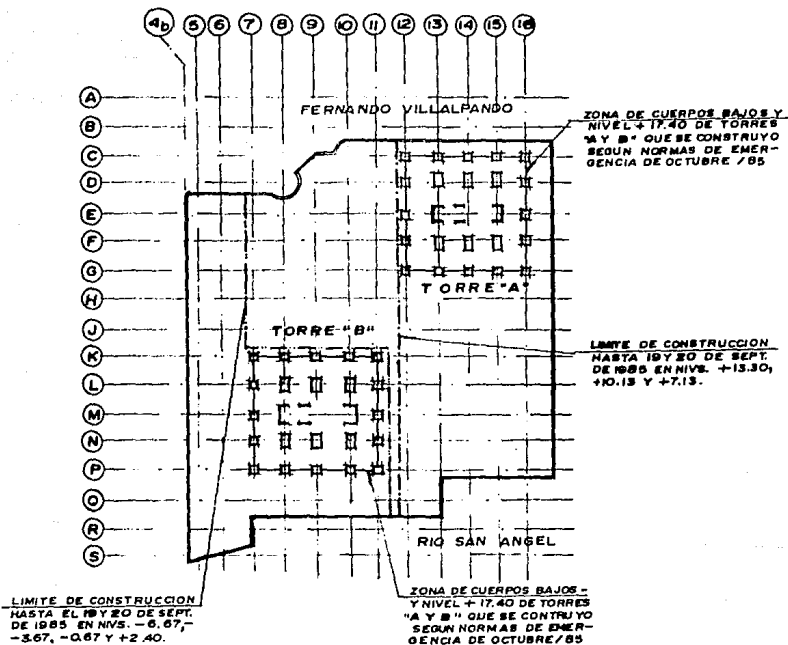 4b 5 6 7 8 9 10 11 12 13 14 15 16
A
FERNANDO VILLALPANDO
B
ZONA DE CUERPOS BAJOS Y
NIVEL + 17.40 DE TORRES
"A Y B" QUE SE CONSTRUYO
SEGUN NORMAS DE EMER-
GENCIA DE OCTUBRE / 85
C
D
E
F
G
TORRE "A"
H
J
TORRE "B"
LIMITE DE CONSTRUCCION
HASTA 19 Y 20 DE SEPT.
DE 1985 EN NIVS. +13.30,
+10.13 Y +7.13.
K
L
M
N
P
Q
R
RIO SAN ANGEL
S
LIMITE DE CONSTRUCCION
HASTA EL 19 Y 20 DE SEPT.
DE 1985 EN NIVS. -6.67,-
-3.67, -0.67 Y +2.40.
ZONA DE CUERPOS BAJOS -
Y NIVEL + 17.40 DE TORRES
"A Y B" QUE SE CONTRUYO
SEGUN NORMAS DE EMER-
GENCIA DE OCTUBRE/85